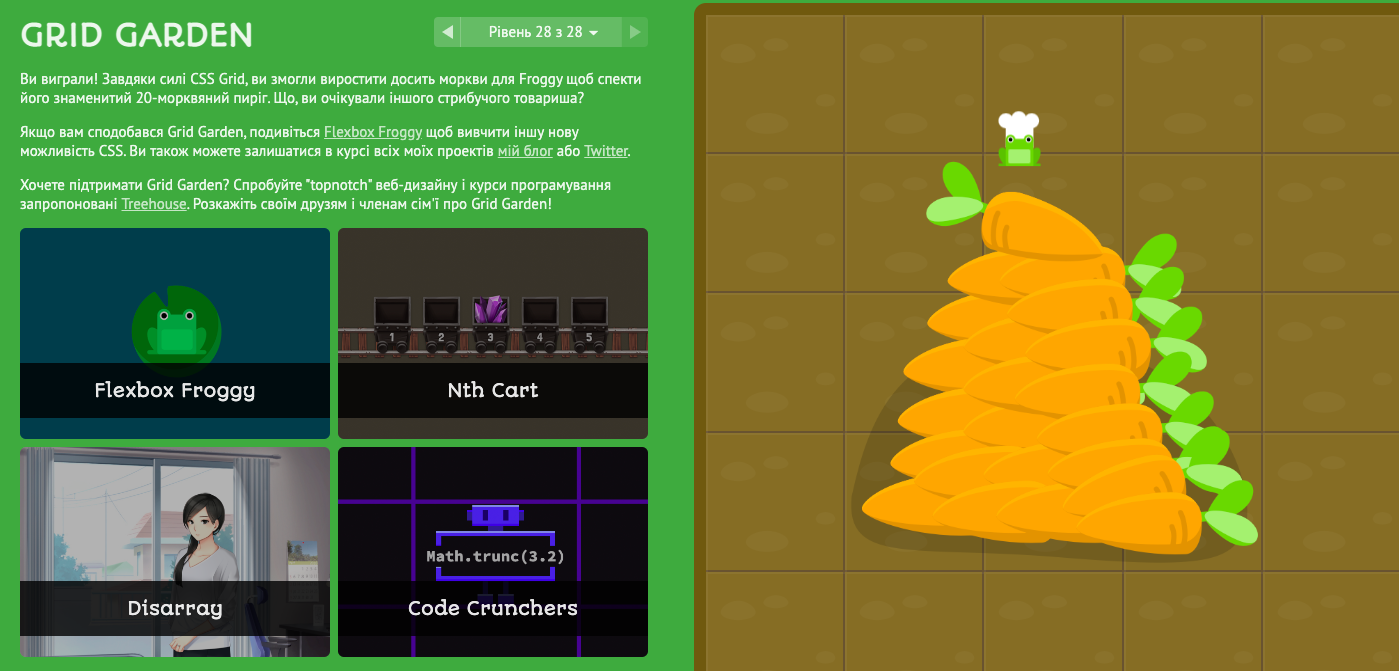 GRID GARDEN
Рівень 28 з 28
Ви виграли! Завдяки силі CSS Grid, ви змогли виростити досить моркви для Froggy щоб спекти
його знаменитий 20-морквяний пиріг. Що, ви очікували іншого стрибучого товариша?
Якщо вам сподобався Grid Garden, подивіться Flexbox Froggy щоб вивчити іншу нову
можливість CSS. Ви також можете залишатися в курсі всіх моїх проектів мій блог або Twitter.
Хочете підтримати Grid Garden? Спробуйте "topnotch" веб-дизайну і курси програмування
запропоновані Treehouse. Розкажіть своїм друзям і членам сім'ї про Grid Garden!
Flexbox Froggy
1 2 3 4 5
Nth Cart
Disarray
Math.trunc(3.2)
Code Crunchers